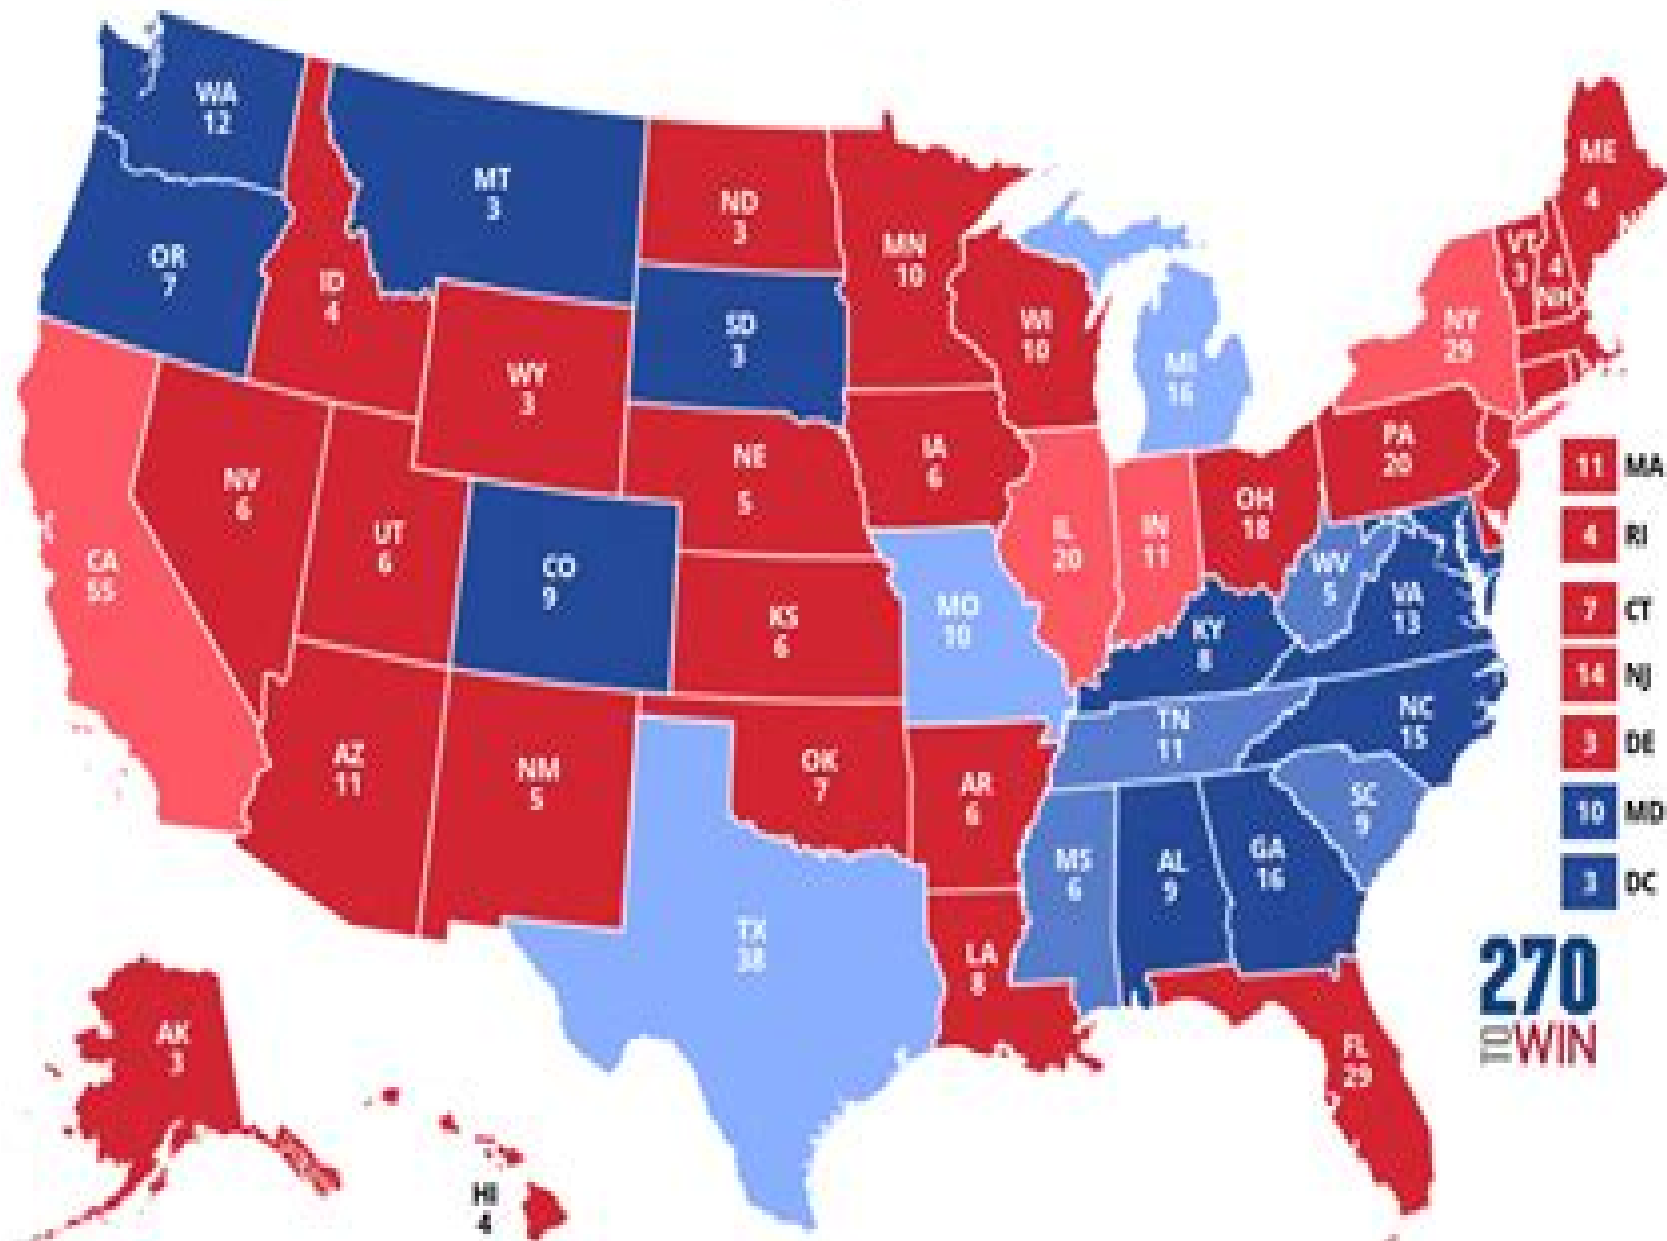 WA
12
MT
3
ND
3
MN
10
ME
4
OR
7
ID
4
VT
3
4
NH
SD
3
WI
10
NY
29
WY
3
MI
16
NE
5
IA
6
PA
20
11 MA
NV
6
OH
18
4 RI
UT
6
CO
9
IL
20
IN
11
CA
55
WV
5
VA
13
7 CT
KS
6
MO
10
KY
8
14 NJ
NC
15
TN
11
3 DE
AZ
11
NM
5
OK
7
AR
6
SC
9
10 MD
MS
6
AL
9
GA
16
3 DC
TX
38
LA
8
270
TO WIN
AK
3
FL
29
HI
4